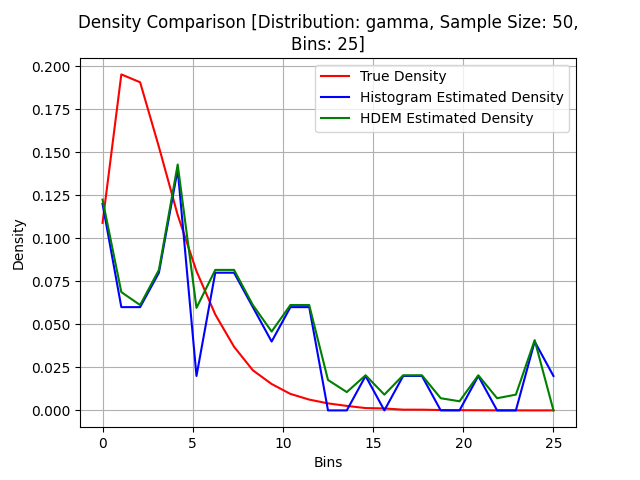 Density Comparison [Distribution: gamma, Sample Size: 50,
Bins: 25]
True Density
Histogram Estimated Density
HDEM Estimated Density
Density
0.200
0.175
0.150
0.125
0.100
0.075
0.050
0.025
0.000
0 5 10 15 20 25
Bins